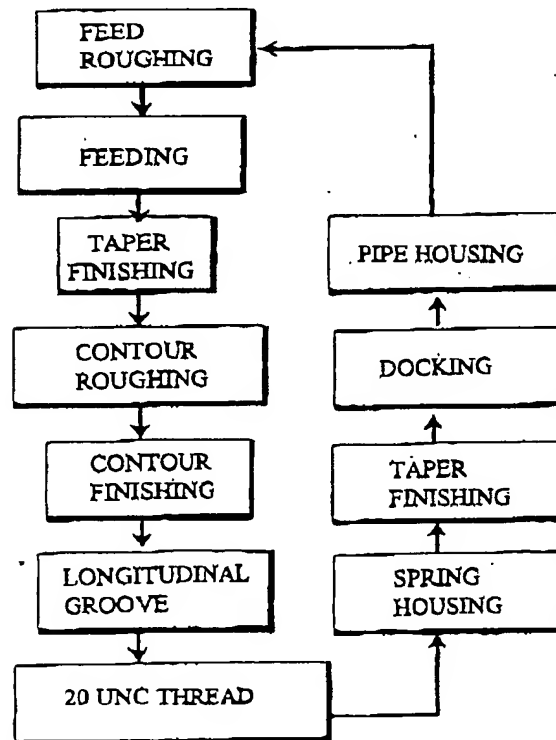 FEED
ROUGHING
FEEDING
TAPER
FINISHING
CONTOUR
ROUGHING
CONTOUR
FINISHING
LONGITUDINAL
GROOVE
20 UNC THREAD
SPRING
HOUSING
TAPER
FINISHING
DOCKING
PIPE HOUSING